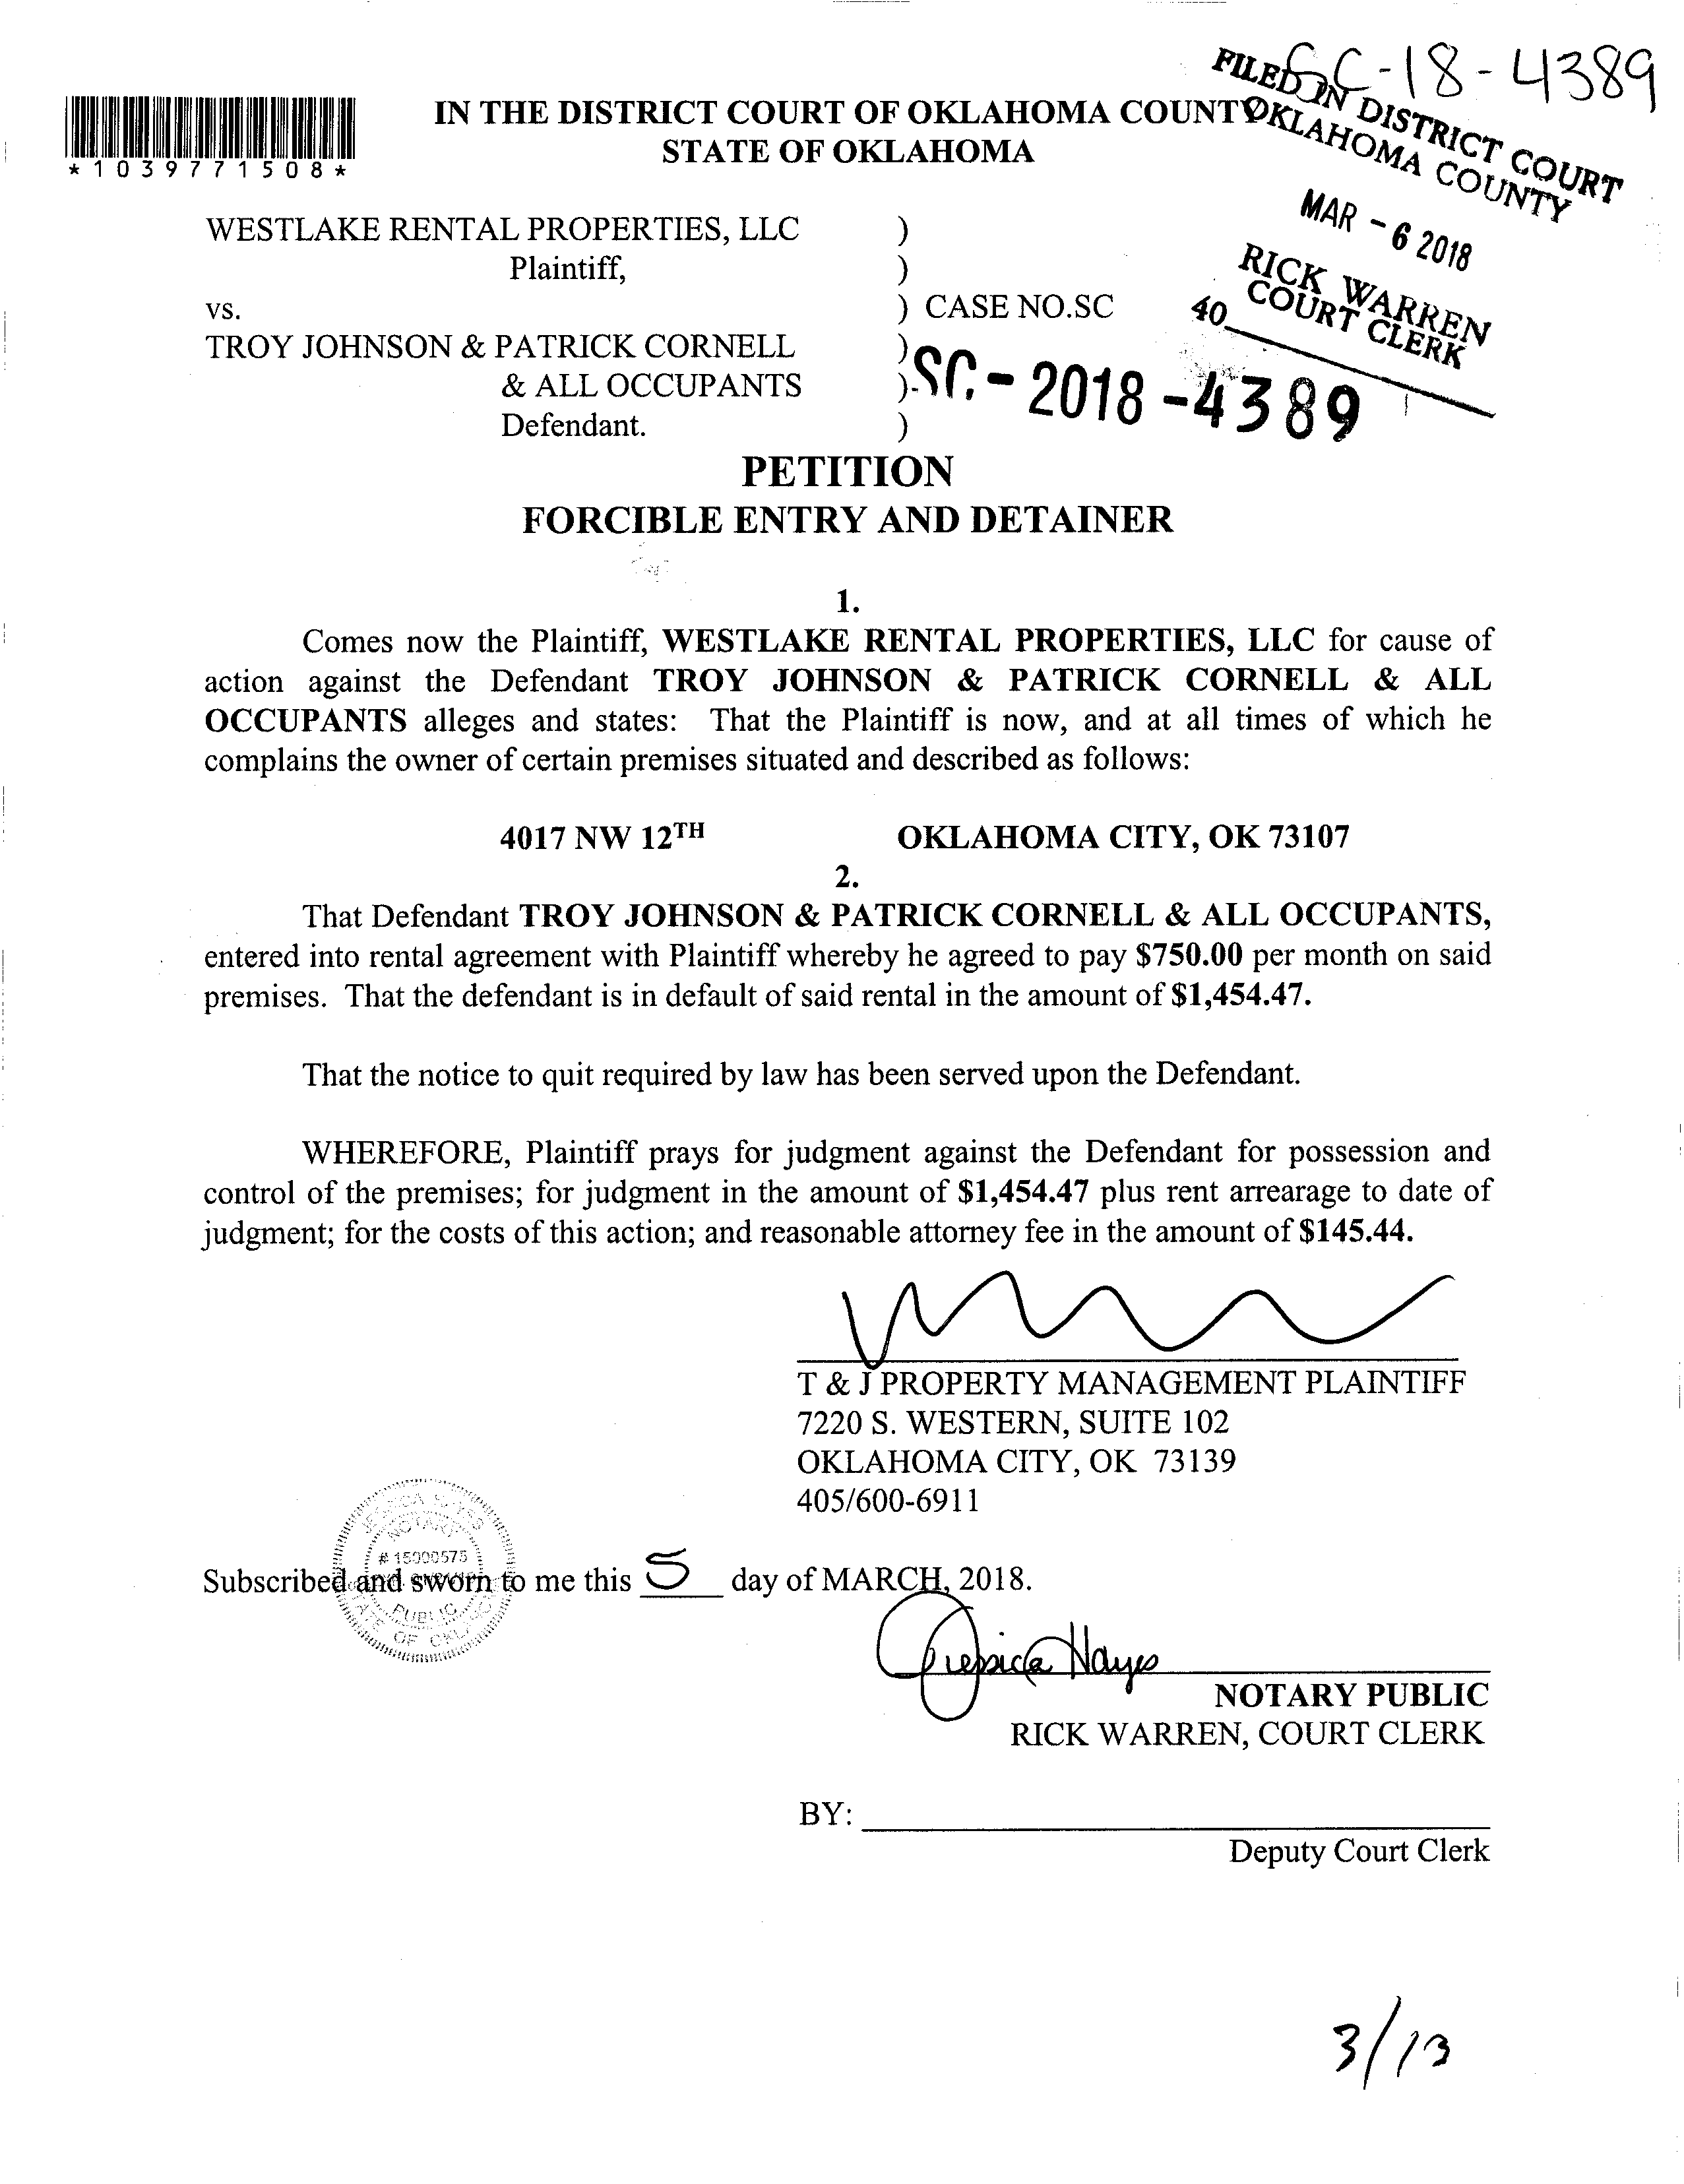 SC-18-4389
FILED IN DISTRICT COURT
OKLAHOMA COUNTY
MAR - 6 2018
RICK WARREN
COURT CLERK
40
*1039771508*
IN THE DISTRICT COURT OF OKLAHOMA COUNTY
STATE OF OKLAHOMA
WESTLAKE RENTAL PROPERTIES, LLC )
Plaintiff, )
vs. ) CASE NO.SC
TROY JOHNSON & PATRICK CORNELL )
& ALL OCCUPANTS ) SC - 2018 - 4389
Defendant. )
PETITION
FORCIBLE ENTRY AND DETAINER
1.
Comes now the Plaintiff, WESTLAKE RENTAL PROPERTIES, LLC for cause of
action against the Defendant TROY JOHNSON & PATRICK CORNELL & ALL
OCCUPANTS alleges and states: That the Plaintiff is now, and at all times of which he
complains the owner of certain premises situated and described as follows:
4017 NW 12TH OKLAHOMA CITY, OK 73107
2.
That Defendant TROY JOHNSON & PATRICK CORNELL & ALL OCCUPANTS,
entered into rental agreement with Plaintiff whereby he agreed to pay $750.00 per month on said
premises. That the defendant is in default of said rental in the amount of $1,454.47.
That the notice to quit required by law has been served upon the Defendant.
WHEREFORE, Plaintiff prays for judgment against the Defendant for possession and
control of the premises; for judgment in the amount of $1,454.47 plus rent arrearage to date of
judgment; for the costs of this action; and reasonable attorney fee in the amount of $145.44.
T & J PROPERTY MANAGEMENT PLAINTIFF
7220 S. WESTERN, SUITE 102
OKLAHOMA CITY, OK 73139
405/600-6911
NOTARY
# 15000575
PUBLIC
STATE OF OKLAHOMA
Subscribed and sworn to me this 5 day of MARCH, 2018.
Jessica Hayes
NOTARY PUBLIC
RICK WARREN, COURT CLERK
BY:
Deputy Court Clerk
3/13